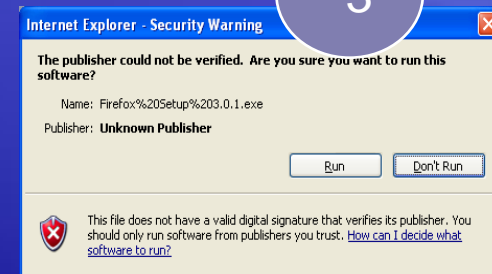 3
Internet Explorer - Security Warning
The publisher could not be verified. Are you sure you want to run this
software?
Name: Firefox%20Setup%203.0.1.exe
Publisher: Unknown Publisher
Run
Don't Run
This file does not have a valid digital signature that verifies its publisher. You
should only run software from publishers you trust. How can I decide what
software to run?